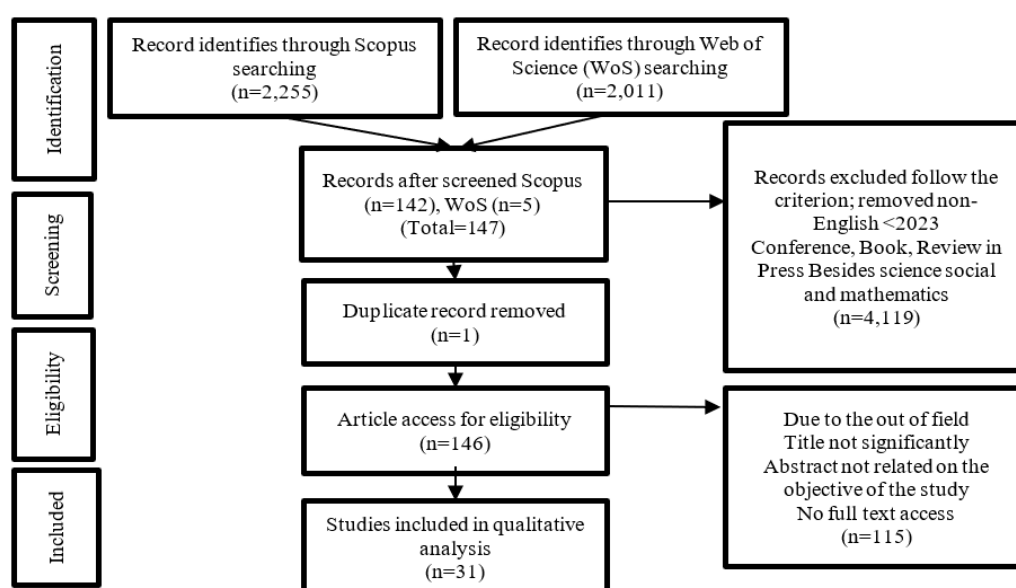 Identification
Record identifies through Scopus
searching
(n=2,255)
Record identifies through Web of
Science (WoS) searching
(n=2,011)
Screening
Records after screened Scopus
(n=142), WoS (n=5)
(Total=147)
Records excluded follow the
criterion; removed non-
English <2023
Conference, Book, Review in
Press Besides science social
and mathematics
(n=4,119)
Duplicate record removed
(n=1)
Eligibility
Article access for eligibility
(n=146)
Due to the out of field
Title not significantly
Abstract not related on the
objective of the study
No full text access
(n=115)
Included
Studies included in qualitative
analysis
(n=31)